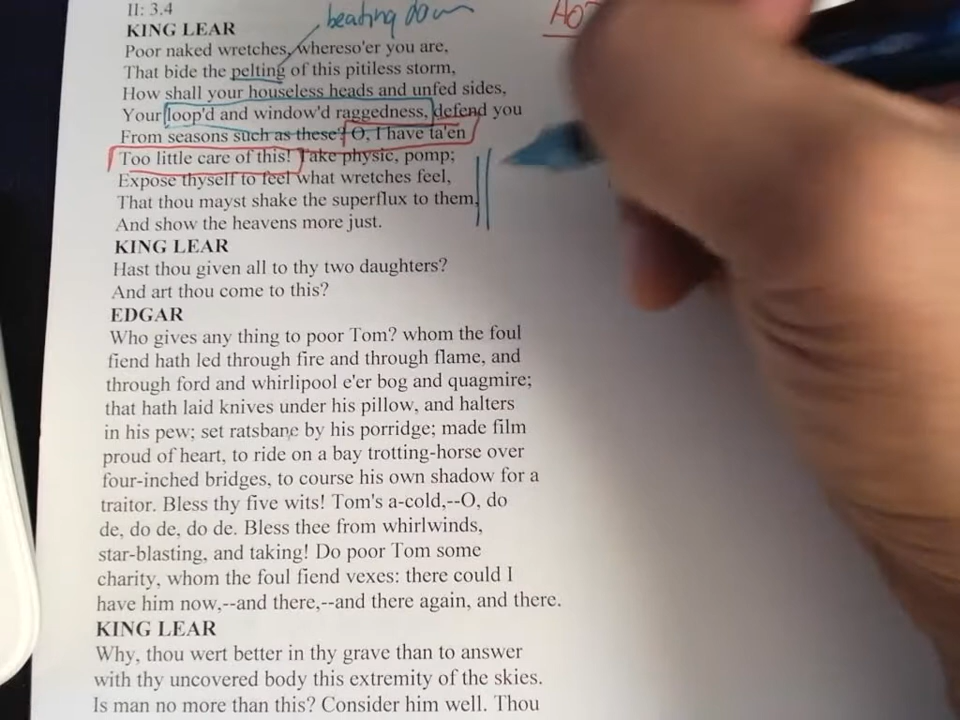 II: 3.4
beating down
KING LEAR
Poor naked wretches, whereso'er you are,
That bide the pelting of this pitiless storm,
How shall your houseless heads and unfed sides,
Your loop'd and window'd raggedness, defend you
From seasons such as these? O, I have ta'en
Too little care of this! Take physic, pomp;
Expose thyself to feel what wretches feel,
That thou mayst shake the superflux to them,
And show the heavens more just.
KING LEAR
Hast thou given all to thy two daughters?
And art thou come to this?
EDGAR
Who gives any thing to poor Tom? whom the foul
fiend hath led through fire and through flame, and
through ford and whirlipool e'er bog and quagmire;
that hath laid knives under his pillow, and halters
in his pew; set ratsbane by his porridge; made film
proud of heart, to ride on a bay trotting-horse over
four-inched bridges, to course his own shadow for a
traitor. Bless thy five wits! Tom's a-cold,--O, do
de, do de, do de. Bless thee from whirlwinds,
star-blasting, and taking! Do poor Tom some
charity, whom the foul fiend vexes: there could I
have him now,--and there,--and there again, and there.
KING LEAR
Why, thou wert better in thy grave than to answer
with thy uncovered body this extremity of the skies.
Is man no more than this? Consider him well. Thou